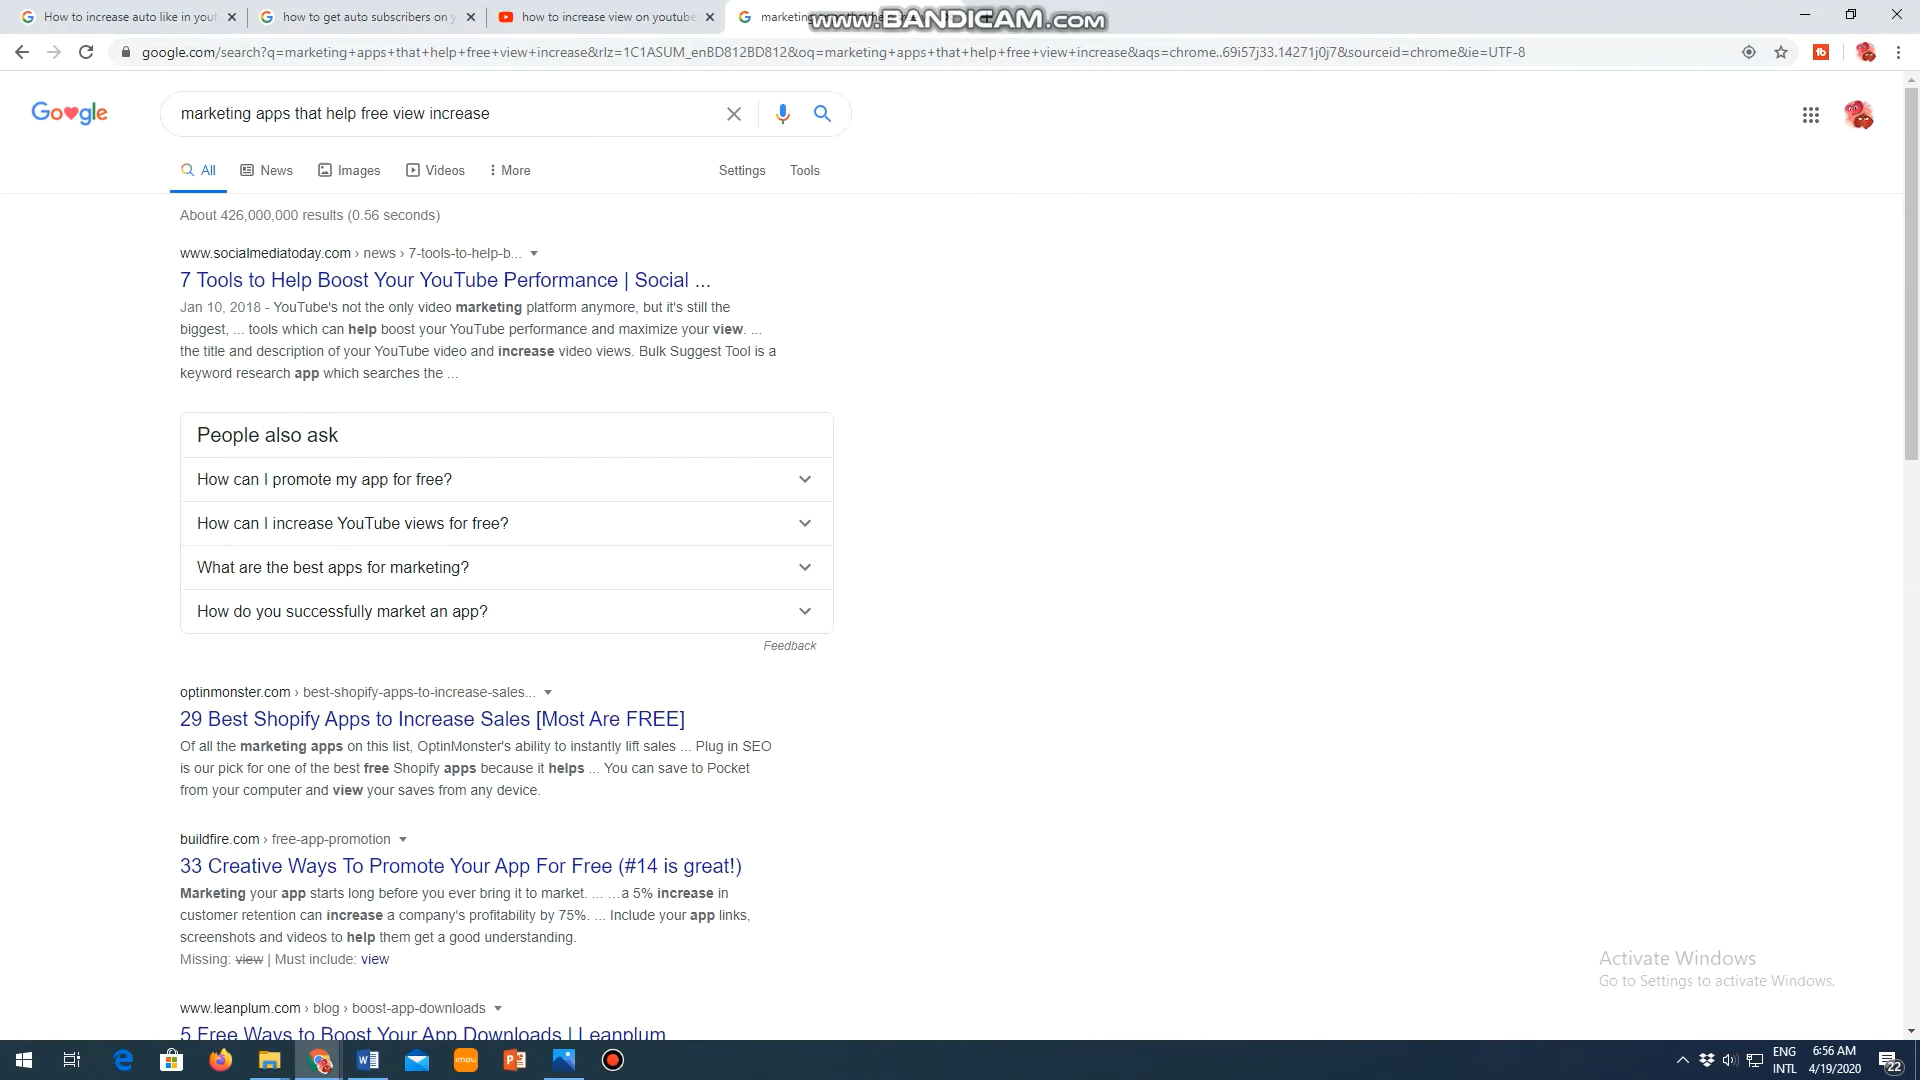 How to increase auto like in yout
how to get auto subscribers on y
how to increase view on youtube
marketing
www.BANDICAM.com
google.com/search?q=marketing+apps+that+help+free+view+increase&rlz=1C1ASUM_enBD812BD812&oq=marketing+apps+that+help+free+view+increase&aqs=chrome..69i57j33.14271j0j7&sourceid=chrome&ie=UTF-8
Google
marketing apps that help free view increase
All
News
Images
Videos
More
Settings
Tools
About 426,000,000 results (0.56 seconds)
www.socialmediatoday.com › news › 7-tools-to-help-b...
7 Tools to Help Boost Your YouTube Performance | Social ...
Jan 10, 2018 - YouTube's not the only video marketing platform anymore, but it's still the
biggest, ... tools which can help boost your YouTube performance and maximize your view. ...
the title and description of your YouTube video and increase video views. Bulk Suggest Tool is a
keyword research app which searches the ...
People also ask
How can I promote my app for free?
How can I increase YouTube views for free?
What are the best apps for marketing?
How do you successfully market an app?
Feedback
optinmonster.com › best-shopify-apps-to-increase-sales...
29 Best Shopify Apps to Increase Sales [Most Are FREE]
Of all the marketing apps on this list, OptinMonster's ability to instantly lift sales ... Plug in SEO
is our pick for one of the best free Shopify apps because it helps ... You can save to Pocket
from your computer and view your saves from any device.
buildfire.com › free-app-promotion
33 Creative Ways To Promote Your App For Free (#14 is great!)
Marketing your app starts long before you ever bring it to market. ... ...a 5% increase in
customer retention can increase a company's profitability by 75%. ... Include your app links,
screenshots and videos to help them get a good understanding.
Missing: view | Must include: view
www.leanplum.com › blog › boost-app-downloads
5 Free Ways to Boost Your App Downloads | Leanplum
Activate Windows
Go to Settings to activate Windows.
imou
ENG
INTL
6:56 AM
4/19/2020
22